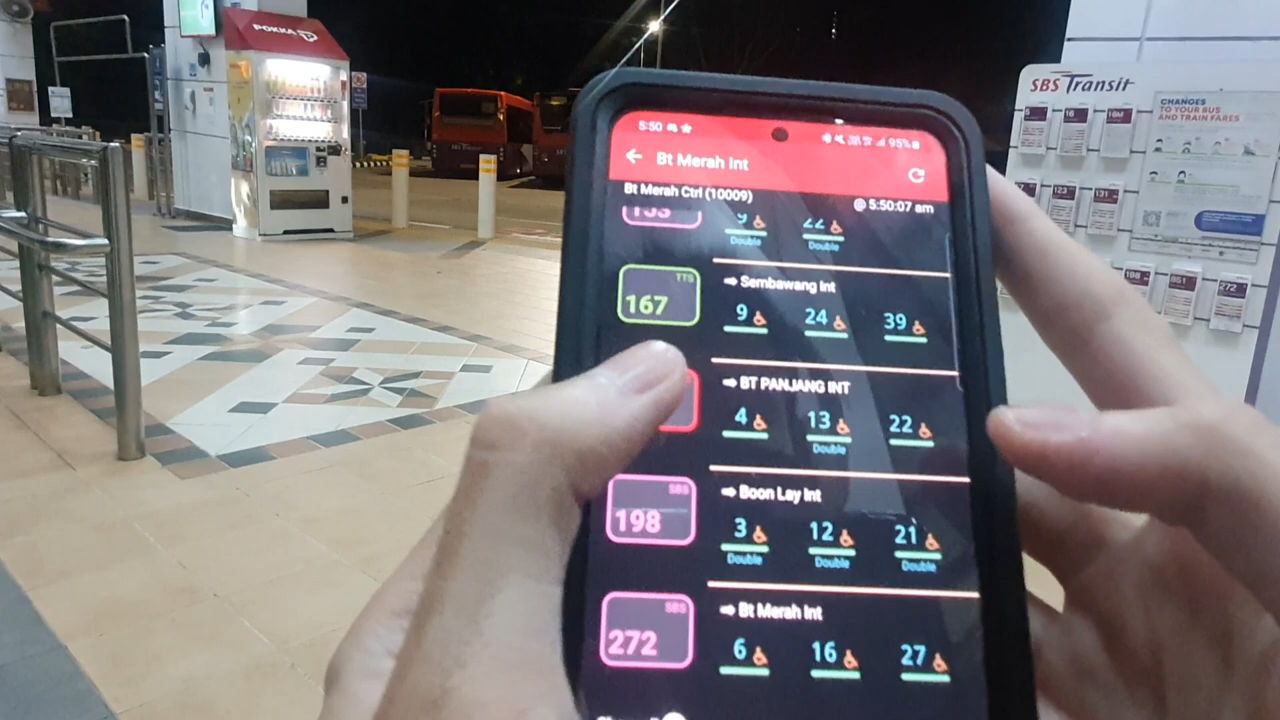 POKKA
SBS Transit
CHANGES
TO YOUR BUS
AND TRAIN FARES
16
16M
123
131
198
272
5:50
95%
Bt Merah Int
Bt Merah Ctrl (10009)
@ 5:50:07 am
9 22
Double Double
TTS
167
Sembawang Int
9 24 39
BT PANJANG INT
4 13 22
Double
SBS
198
Boon Lay Int
3 12 21
Double Double Double
SBS
272
Bt Merah Int
6 16 27